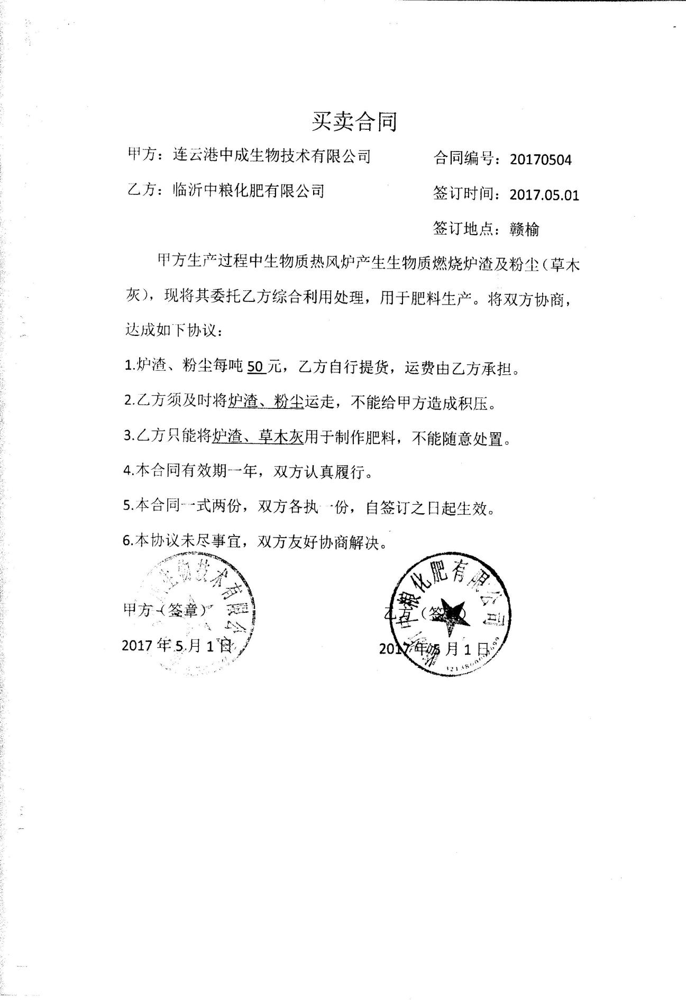 买卖合同
甲方：连云港中成生物技术有限公司 合同编号：20170504
乙方：临沂中粮化肥有限公司 签订时间：2017.05.01
签订地点：赣榆
甲方生产过程中生物质热风炉产生生物质燃烧炉渣及粉尘（草木
灰），现将其委托乙方综合利用处理，用于肥料生产。将双方协商，
达成如下协议：
1.炉渣、粉尘每吨 50 元，乙方自行提货，运费由乙方承担。
2.乙方须及时将炉渣、粉尘运走，不能给甲方造成积压。
3.乙方只能将炉渣、草木灰用于制作肥料，不能随意处置。
4.本合同有效期一年，双方认真履行。
5.本合同一式两份，双方各执一份，自签订之日起生效。
6.本协议未尽事宜，双方友好协商解决。
生物技术有限公
中粮化肥有限公司
甲方（签章） 乙方（签章）
2017 年 5 月 1 日 2017 年 5 月 1 日